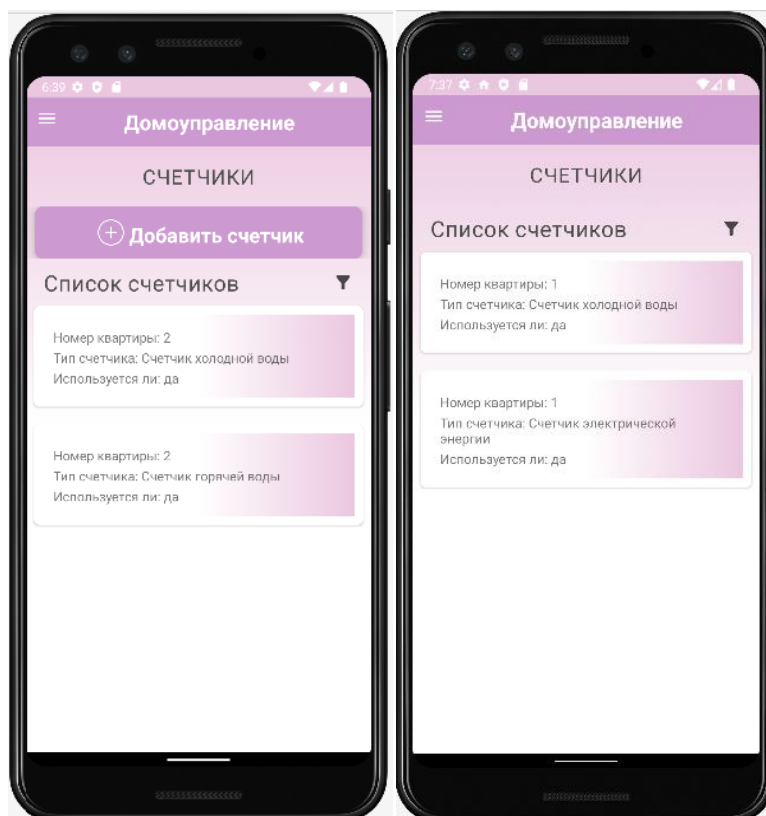 6:39
Домоуправление
СЧЕТЧИКИ
Добавить счетчик
Список счетчиков
Номер квартиры: 2
Тип счетчика: Счетчик холодной воды
Используется ли: да
Номер квартиры: 2
Тип счетчика: Счетчик горячей воды
Используется ли: да
7:37
Домоуправление
СЧЕТЧИКИ
Список счетчиков
Номер квартиры: 1
Тип счетчика: Счетчик холодной воды
Используется ли: да
Номер квартиры: 1
Тип счетчика: Счетчик электрической
энергии
Используется ли: да